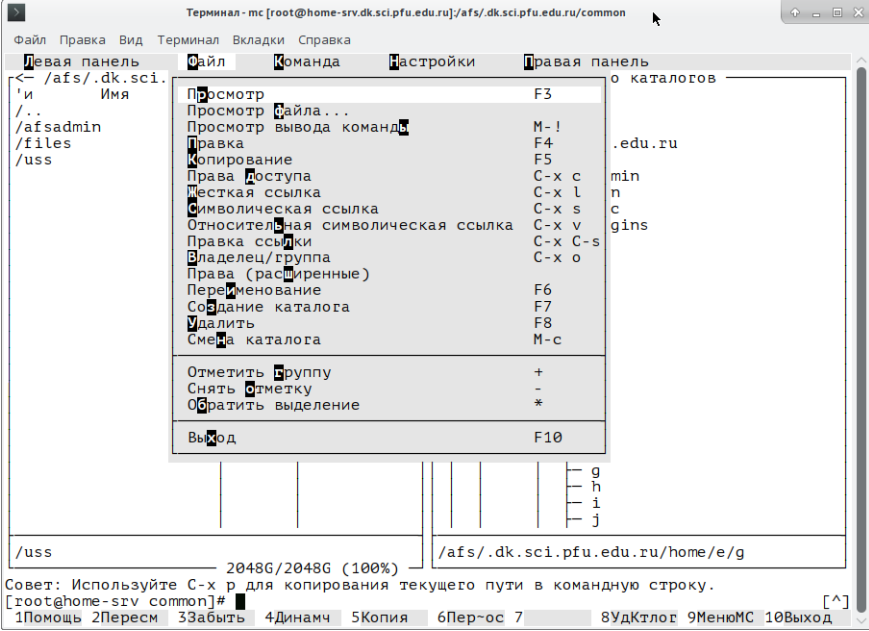 Терминал - mc [root@home-srv.dk.sci.pfu.edu.ru]:/afs/.dk.sci.pfu.edu.ru/common
Файл Правка Вид Терминал Вкладки Справка
Левая панель Файл Команда Настройки Правая панель
<— /afs/.dk.sci. о каталогов
'и Имя
/..
/afsadmin
/files
/uss
Просмотр F3
Просмотр файла...
Просмотр вывода команды M-!
Правка F4
Копирование F5
Права доступа C-x c
Жесткая ссылка C-x l
Символическая ссылка C-x s
Относительная символическая ссылка C-x v
Правка ссылки C-x C-s
Владелец/группа C-x o
Права (расширенные)
Переименование F6
Создание каталога F7
Удалить F8
Смена каталога M-c
Отметить группу +
Снять отметку -
Обратить выделение *
Выход F10
.edu.ru
min
n
c
gins
g
h
i
j
/uss
/afs/.dk.sci.pfu.edu.ru/home/e/g
2048G/2048G (100%)
Совет: Используйте C-x p для копирования текущего пути в командную строку.
[root@home-srv common]# [^]
1Помощь 2Пересм 3Забыть 4Динамч 5Копия 6Пер~ос 7 8УдКтлог 9МенюМС 10Выход